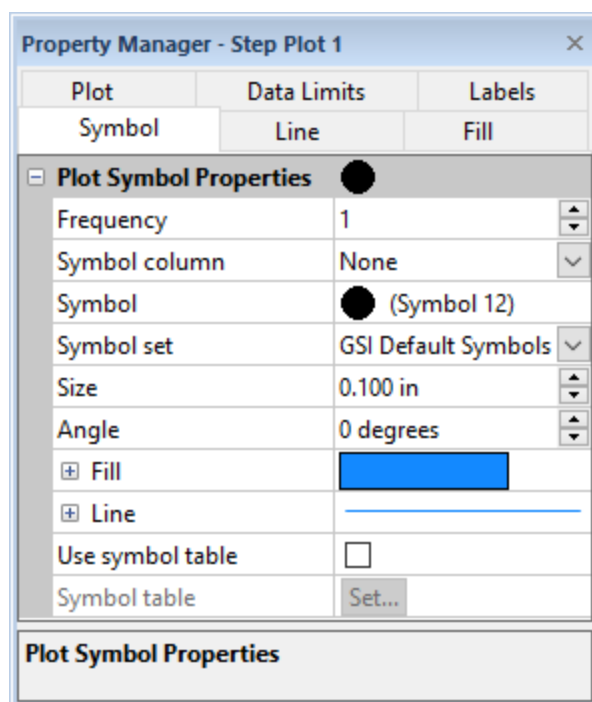 Property Manager - Step Plot 1
Plot Data Limits Labels
Symbol Line Fill
Plot Symbol Properties
Frequency 1
Symbol column None
Symbol (Symbol 12)
Symbol set GSI Default Symbols
Size 0.100 in
Angle 0 degrees
Fill
Line
Use symbol table
Symbol table Set...
Plot Symbol Properties